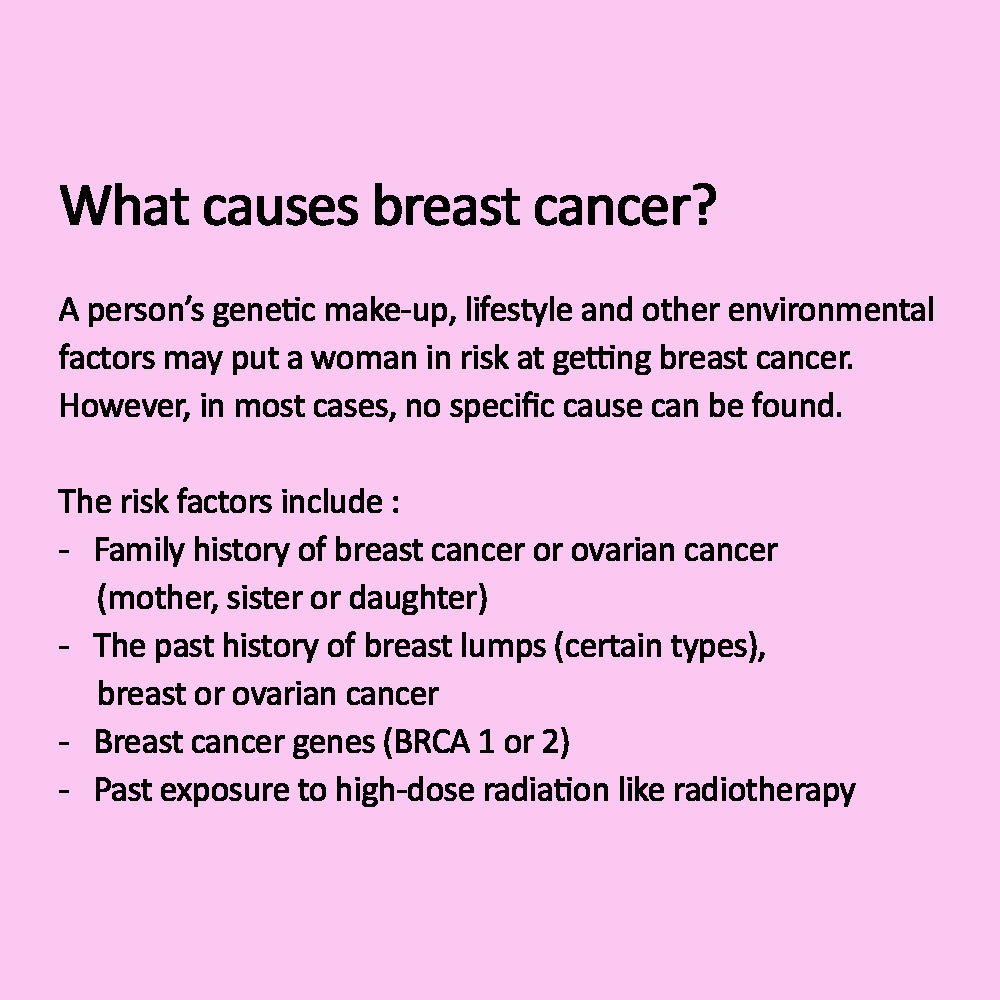 What causes breast cancer?
A person’s genetic make-up, lifestyle and other environmental
factors may put a woman in risk at getting breast cancer.
However, in most cases, no specific cause can be found.
The risk factors include :
- Family history of breast cancer or ovarian cancer
(mother, sister or daughter)
- The past history of breast lumps (certain types),
breast or ovarian cancer
- Breast cancer genes (BRCA 1 or 2)
- Past exposure to high-dose radiation like radiotherapy